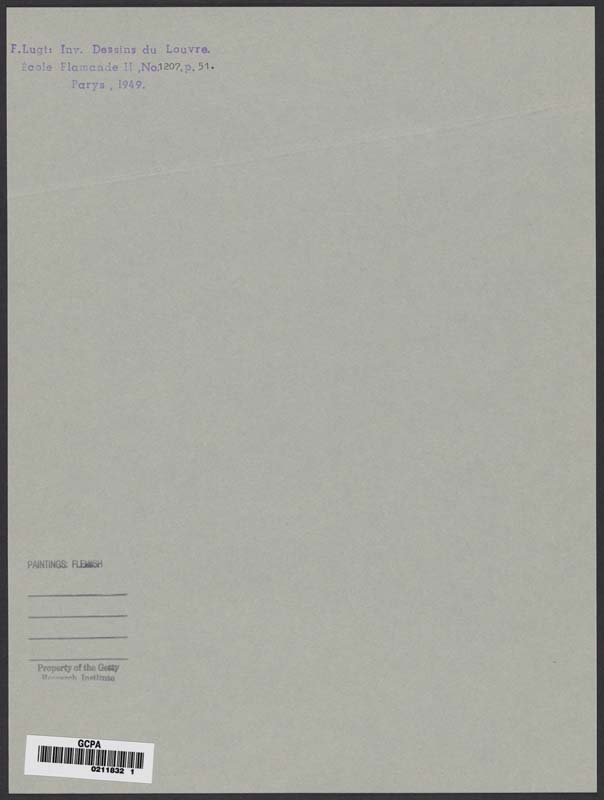 F.Lugt: Inv. Dessins du Louvre.
École Flamande II ,No.1207,p. 51.
Parys , 1949.
PAINTINGS: FLEMISH
Property of the Getty
Research Institute
GCPA
0211832 1